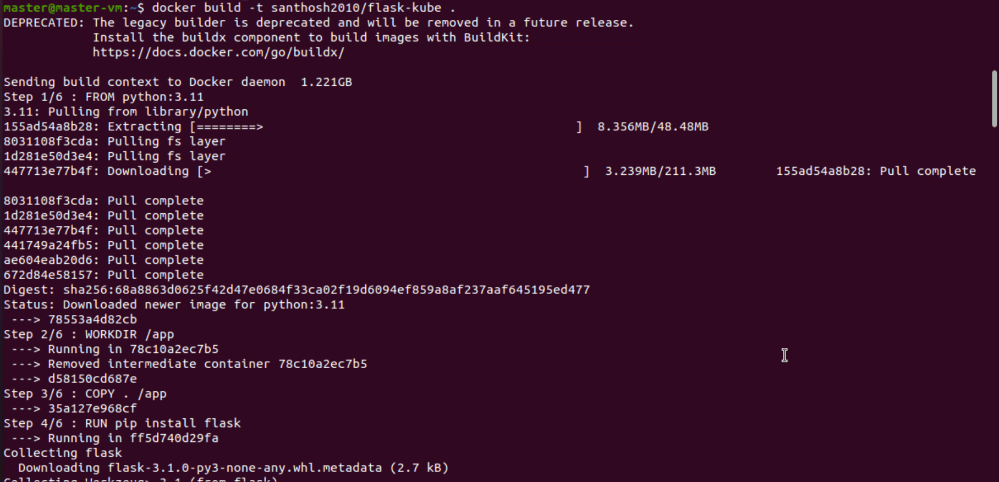 master@master-vm:~$ docker build -t santhosh2010/flask-kube .
DEPRECATED: The legacy builder is deprecated and will be removed in a future release.
Install the buildx component to build images with BuildKit:
https://docs.docker.com/go/buildx/
Sending build context to Docker daemon  1.221GB
Step 1/6 : FROM python:3.11
3.11: Pulling from library/python
155ad54a8b28: Extracting [========>                                          ]  8.356MB/48.48MB
8031108f3cda: Pulling fs layer
1d281e50d3e4: Pulling fs layer
447713e77b4f: Downloading [>                                                  ]  3.239MB/211.3MB        155ad54a8b28: Pull complete
8031108f3cda: Pull complete
1d281e50d3e4: Pull complete
447713e77b4f: Pull complete
441749a24fb5: Pull complete
ae604eab20d6: Pull complete
672d84e58157: Pull complete
Digest: sha256:68a8863d0625f42d47e0684f33ca02f19d6094ef859a8af237aaf645195ed477
Status: Downloaded newer image for python:3.11
 ---> 78553a4d82cb
Step 2/6 : WORKDIR /app
 ---> Running in 78c10a2ec7b5
 ---> Removed intermediate container 78c10a2ec7b5
 ---> d58150cd687e
Step 3/6 : COPY . /app
 ---> 35a127e968cf
Step 4/6 : RUN pip install flask
 ---> Running in ff5d740d29fa
Collecting flask
  Downloading flask-3.1.0-py3-none-any.whl.metadata (2.7 kB)
Collecting (from flask)